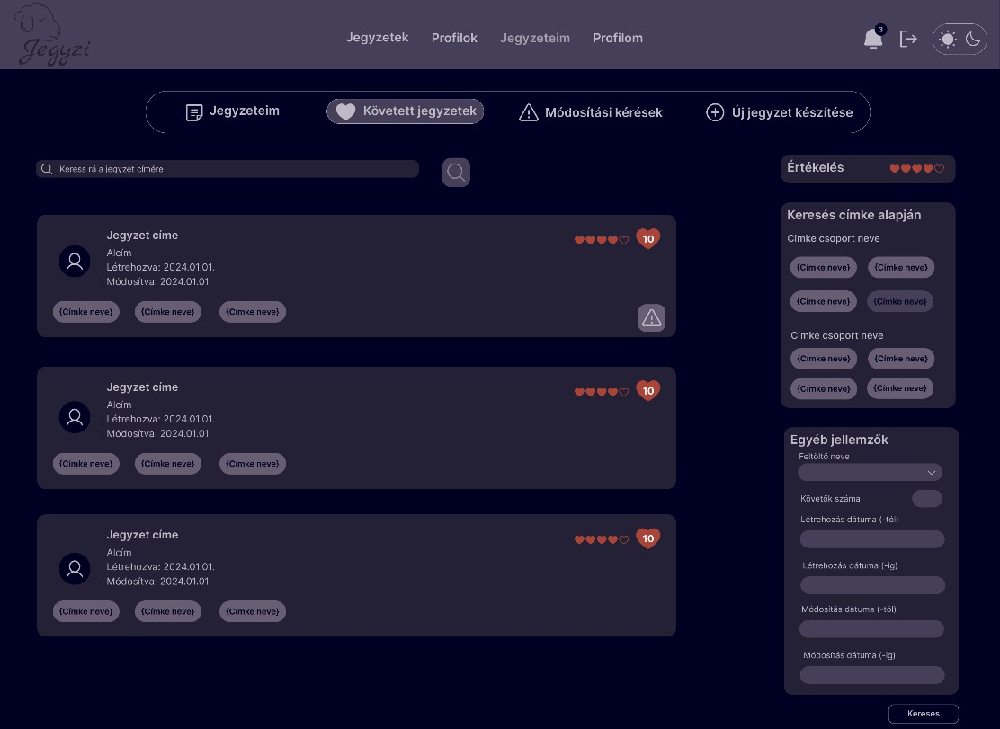 Jegyzi
Jegyzetek Profilok Jegyzeteim Profilom
3
Jegyzeteim Követett jegyzetek Módosítási kérések Új jegyzet készítése
Keress rá a jegyzet címére
Jegyzet címe
Alcím
Létrehozva: 2024.01.01.
Módosítva: 2024.01.01.
10
{Címke neve} {Címke neve} {Címke neve}
Jegyzet címe
Alcím
Létrehozva: 2024.01.01.
Módosítva: 2024.01.01.
10
{Címke neve} {Címke neve} {Címke neve}
Jegyzet címe
Alcím
Létrehozva: 2024.01.01.
Módosítva: 2024.01.01.
10
{Címke neve} {Címke neve} {Címke neve}
Értékelés
Keresés címke alapján
Cimke csoport neve
{Címke neve} {Címke neve}
{Címke neve} {Címke neve}
Cimke csoport neve
{Címke neve} {Címke neve}
{Címke neve} {Címke neve}
Egyéb jellemzők
Feltöltő neve
Követők száma
Létrehozás dátuma (-tól)
Létrehozás dátuma (-ig)
Módosítás dátuma (-tól)
Módosítás dátuma (-ig)
Keresés